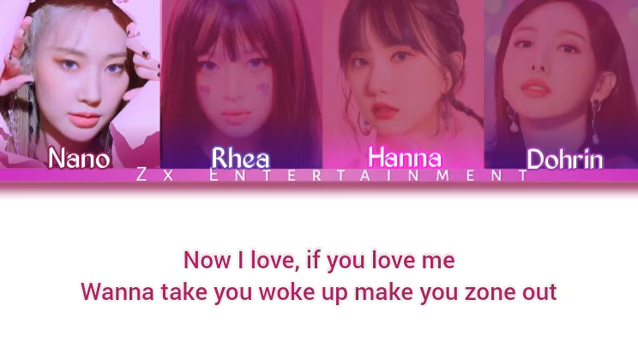 Nano Rhea Hanna Dohrin
Zx Entertainment
Now I love, if you love me
Wanna take you woke up make you zone out